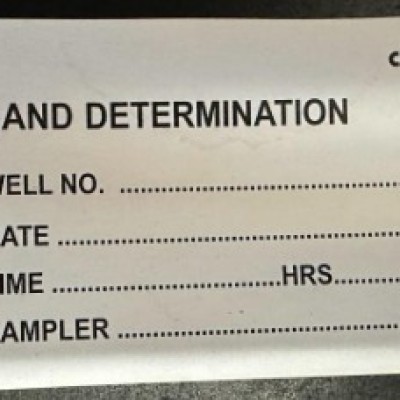 C
AND DETERMINATION
WELL NO. ........................................
ATE ..................................................
IME ..................................HRS..........
AMPLER ........................................